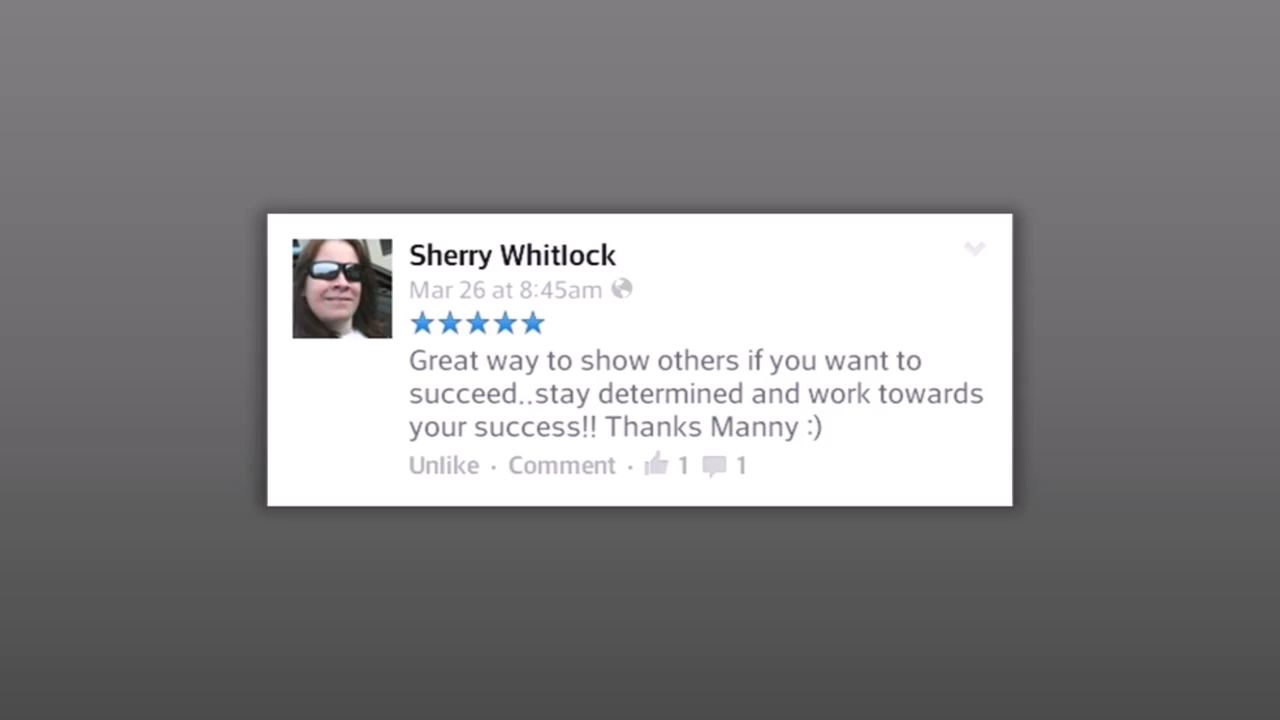 Sherry Whitlock
Mar 26 at 8:45am
Great way to show others if you want to
succeed..stay determined and work towards
your success!! Thanks Manny :)
Unlike · Comment · 1 1